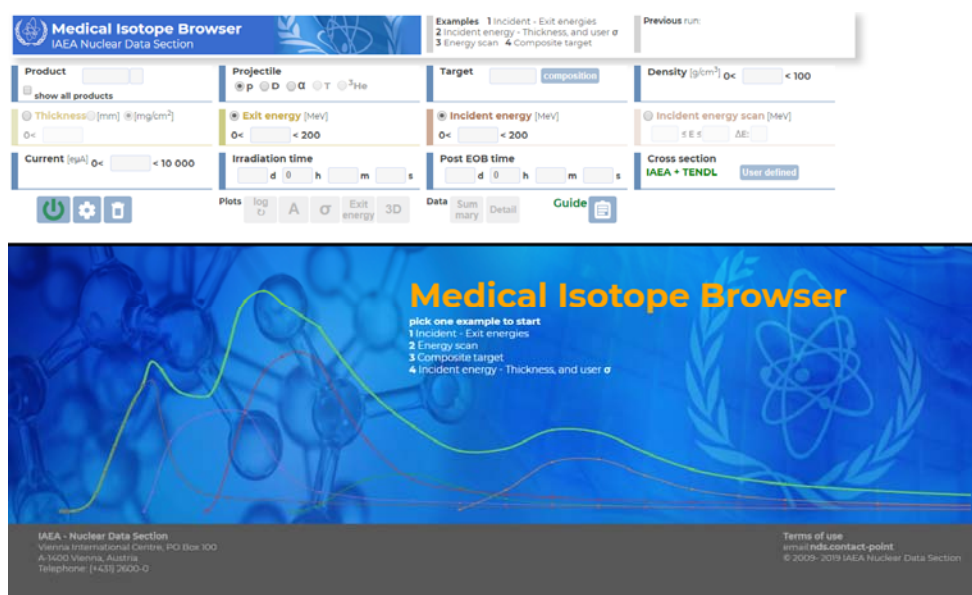 Medical Isotope Browser
IAEA Nuclear Data Section
Examples 1 Incident - Exit energies
2 Incident energy - Thickness, and user σ
3 Energy scan 4 Composite target
Previous run:
Product
show all products
Projectile
p D α T ³He
Target composition
Density [g/cm³] 0< < 100
Thickness [mm] [mg/cm²]
0<
Exit energy [MeV]
0< < 200
Incident energy [MeV]
0< < 200
Incident energy scan [MeV]
≤ E ≤ ΔE:
Current [eμA] 0< < 10 000
Irradiation time
d 0 h m s
Post EOB time
d 0 h m s
Cross section
IAEA + TENDL User defined
Plots log ↻ A σ Exit energy 3D
Data Sum mary Detail
Guide
Medical Isotope Browser
pick one example to start
1 Incident - Exit energies
2 Energy scan
3 Composite target
4 Incident energy - Thickness, and user σ
IAEA - Nuclear Data Section
Vienna International Centre, PO Box 100
A-1400 Vienna, Austria
Telephone: (+431) 2600-0
Terms of use
email:nds.contact-point
© 2009- 2019 IAEA Nuclear Data Section